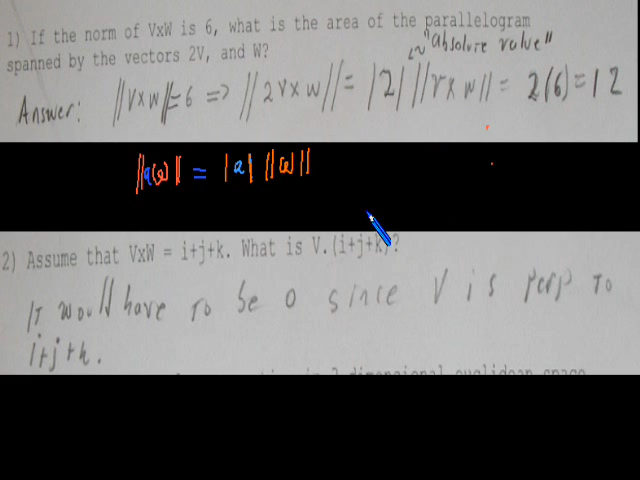 1) If the norm of VxW is 6, what is the area of the parallelogram
spanned by the vectors 2V, and W?
"absolute value"
Answer: ||VxW||=6 => ||2VxW|| = |2| ||VxW|| = 2(6)=12
||a(ω)|| = |a| ||(ω)||
2) Assume that VxW = i+j+k. What is V.(i+j+k)?
It would have to be 0 since V is perp to
i+j+k.